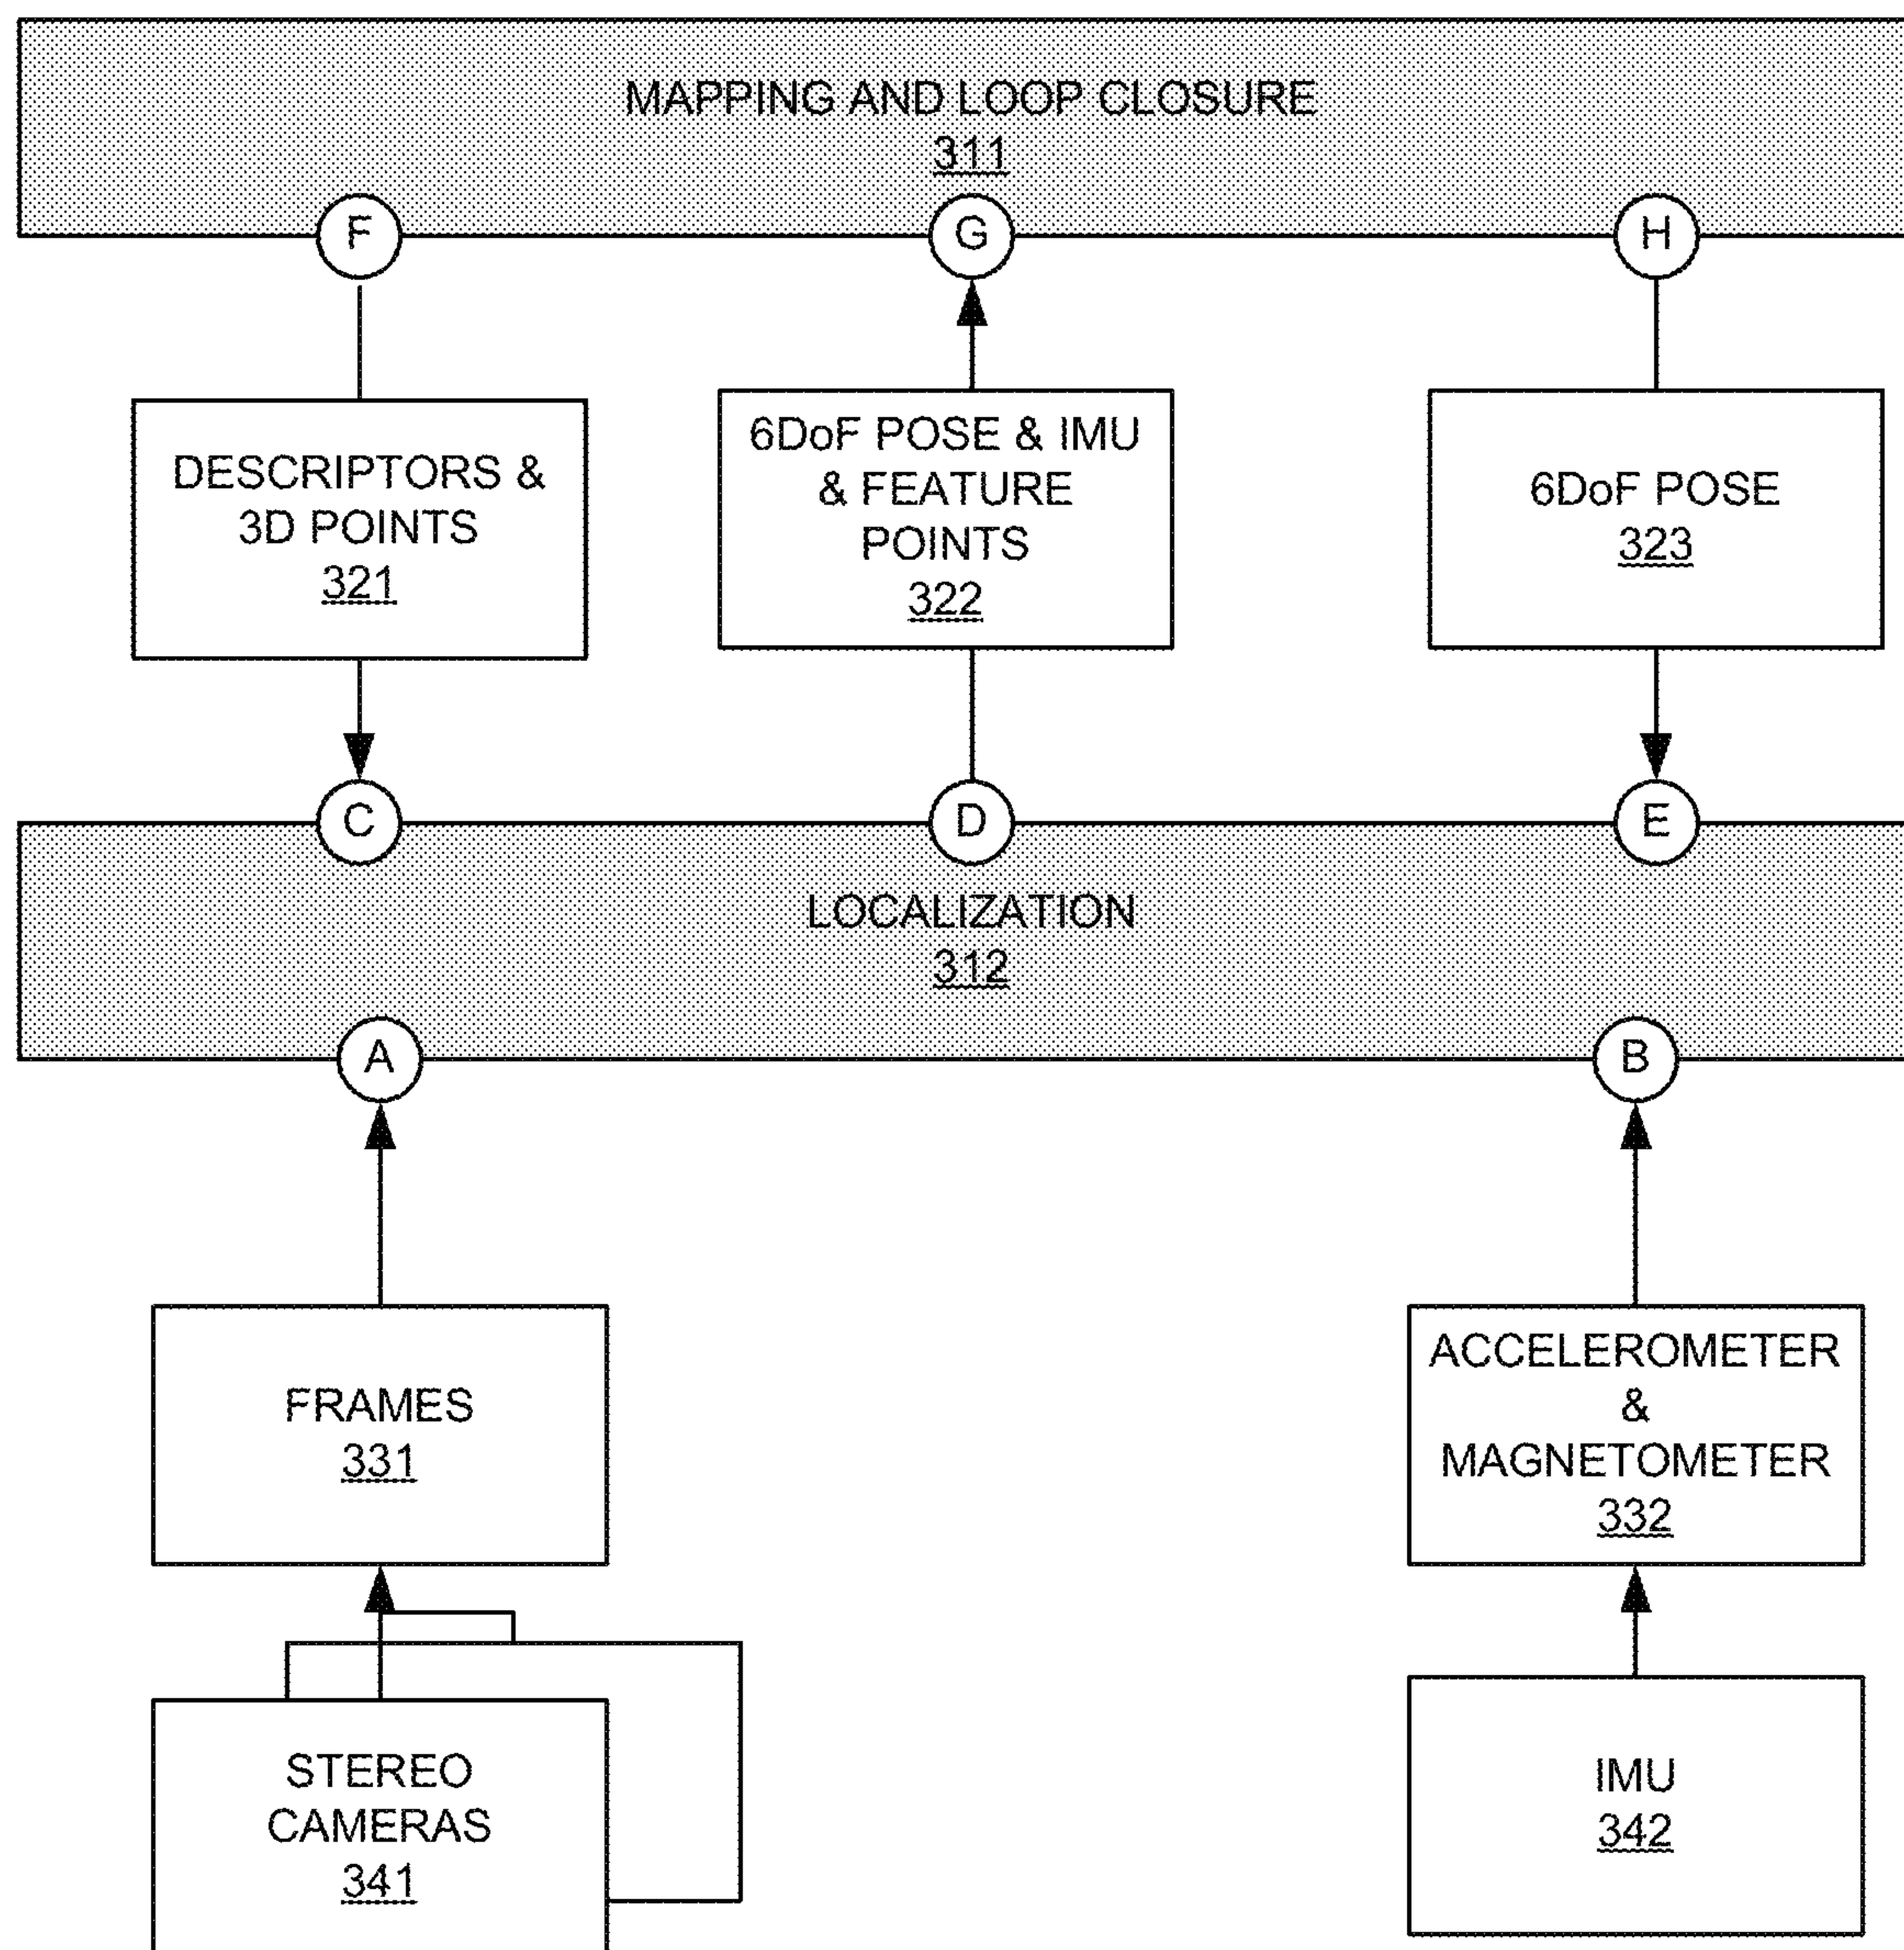 MAPPING AND LOOP CLOSURE
311
F
G
H
DESCRIPTORS &
3D POINTS
321
6DoF POSE & IMU
& FEATURE
POINTS
322
6DoF POSE
323
C
D
E
LOCALIZATION
312
A
B
FRAMES
331
ACCELEROMETER
&
MAGNETOMETER
332
STEREO
CAMERAS
341
IMU
342